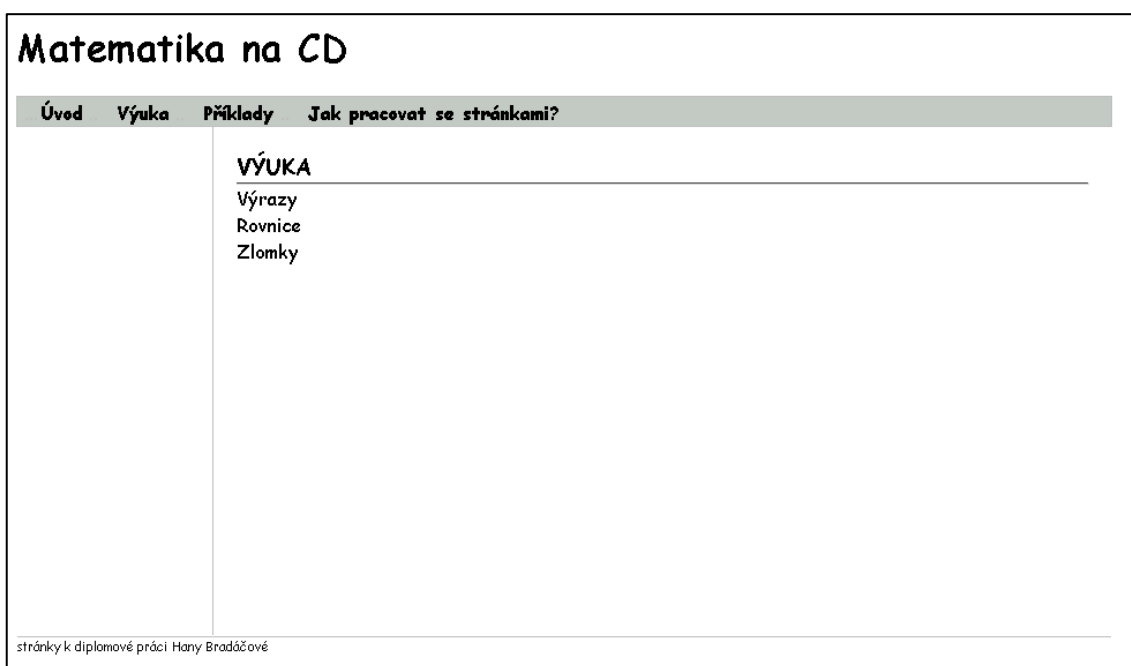 Matematika na CD
Úvod Výuka Příklady Jak pracovat se stránkami?
VÝUKA
Výrazy
Rovnice
Zlomky
stránky k diplomové práci Hany Bradáčové